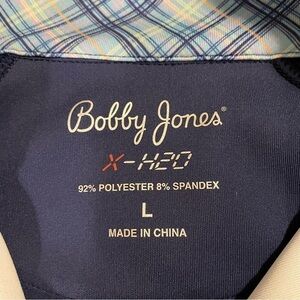 Bobby Jones®
X-H2O
92% POLYESTER 8% SPANDEX
L
MADE IN CHINA